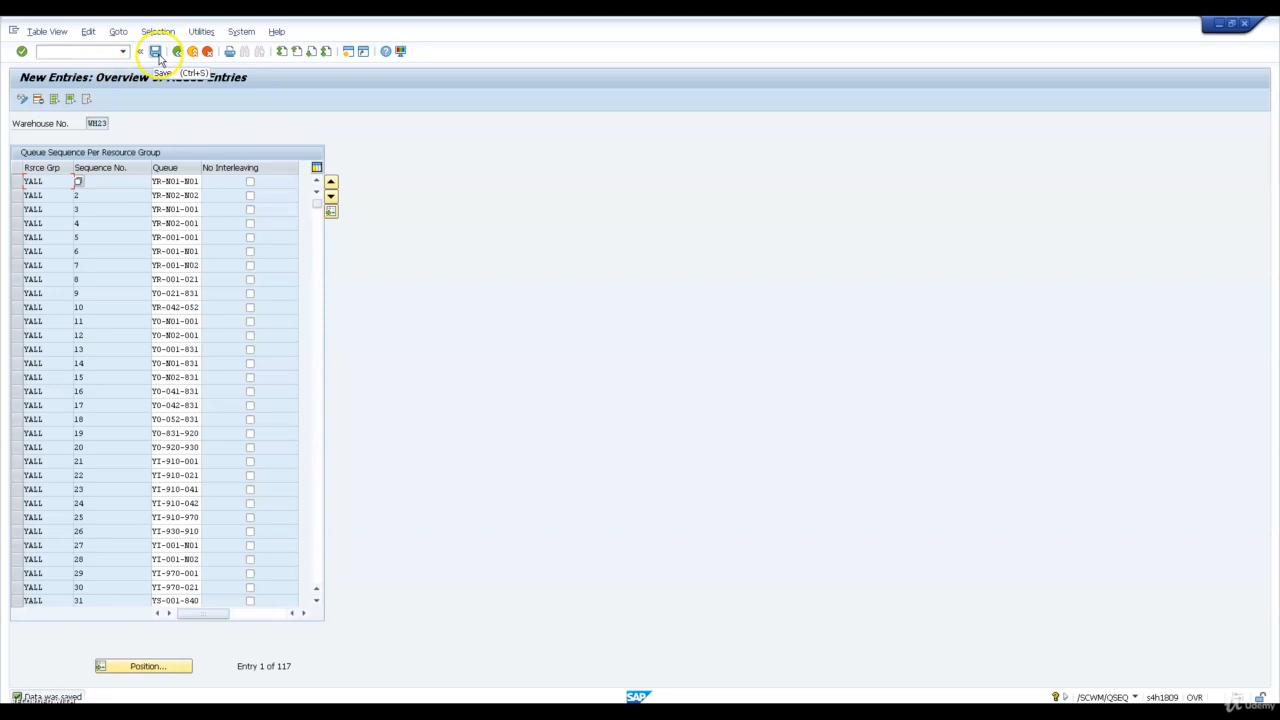 Table View Edit Goto Selection Utilities System Help
Save (Ctrl+S)
New Entries: Overview of Added Entries
Warehouse No. WH23
Queue Sequence Per Resource Group
Rsrce Grp Sequence No. Queue No Interleaving
YALL YR-N01-N01
YALL 2 YR-N02-N02
YALL 3 YR-N01-001
YALL 4 YR-N02-001
YALL 5 YR-001-001
YALL 6 YR-001-N01
YALL 7 YR-001-N02
YALL 8 YR-001-021
YALL 9 YO-021-831
YALL 10 YR-042-052
YALL 11 YO-N01-001
YALL 12 YO-N02-001
YALL 13 YO-001-831
YALL 14 YO-N01-831
YALL 15 YO-N02-831
YALL 16 YO-041-831
YALL 17 YO-042-831
YALL 18 YO-052-831
YALL 19 YO-831-920
YALL 20 YO-920-930
YALL 21 YI-910-001
YALL 22 YI-910-021
YALL 23 YI-910-041
YALL 24 YI-910-042
YALL 25 YI-910-970
YALL 26 YI-930-910
YALL 27 YI-001-N01
YALL 28 YI-001-N02
YALL 29 YI-970-001
YALL 30 YI-970-021
YALL 31 YS-001-840
Position... Entry 1 of 117
Data was saved SAP /SCWM/QSEQ s4h1809 OVR
Udemy